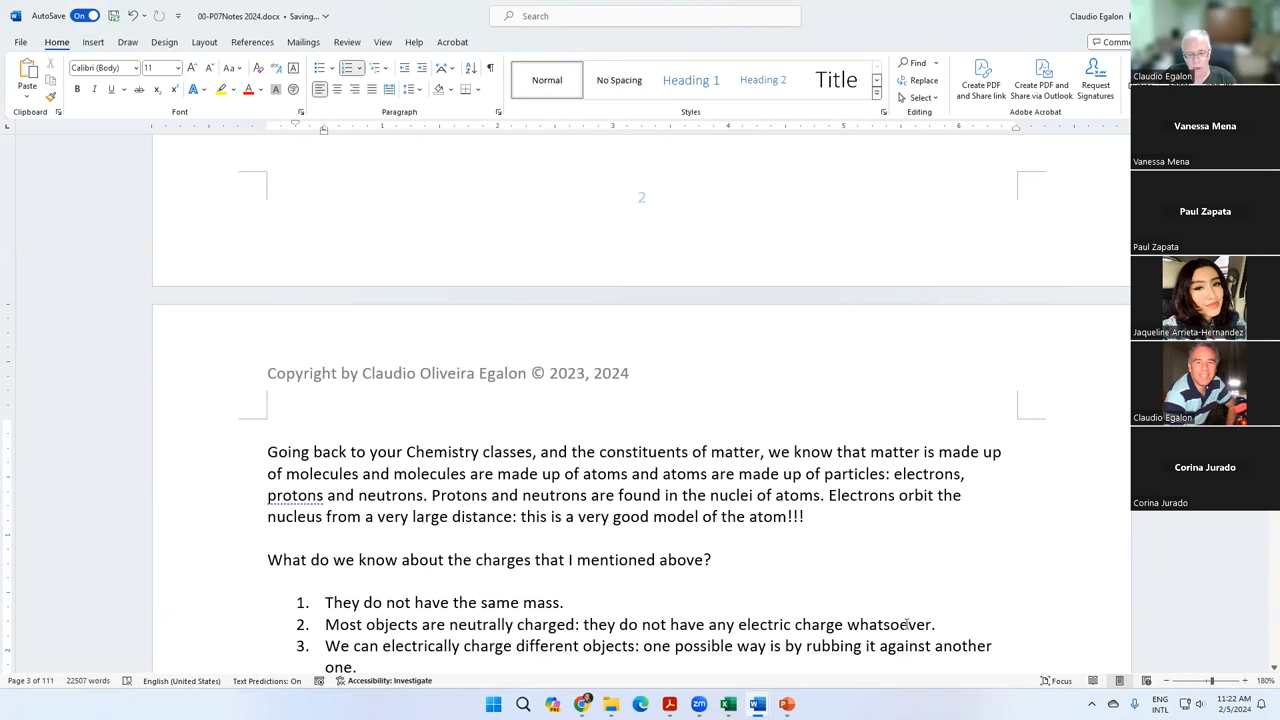 AutoSave On 00-P07Notes 2024.docx • Saving... Search Claudio Egalon
File Home Insert Draw Design Layout References Mailings Review View Help Acrobat Comme
Paste Calibri (Body) 11 Aa Normal No Spacing Heading 1 Heading 2 Title Find Replace Select Create PDF and Share link Create PDF and Share via Outlook Request Signatures
Clipboard Font Paragraph Styles Editing Adobe Acrobat
1 2 3 4 5 6
2
Copyright by Claudio Oliveira Egalon © 2023, 2024
Going back to your Chemistry classes, and the constituents of matter, we know that matter is made up
of molecules and molecules are made up of atoms and atoms are made up of particles: electrons,
protons and neutrons. Protons and neutrons are found in the nuclei of atoms. Electrons orbit the
nucleus from a very large distance: this is a very good model of the atom!!!
What do we know about the charges that I mentioned above?
1. They do not have the same mass.
2. Most objects are neutrally charged: they do not have any electric charge whatsoever.
3. We can electrically charge different objects: one possible way is by rubbing it against another
one.
Page 3 of 111 22507 words English (United States) Text Predictions: On Accessibility: Investigate Focus 180%
zm ENG INTL 11:22 AM 2/5/2024
Claudio Egalon
Vanessa Mena
Vanessa Mena
Paul Zapata
Paul Zapata
Jaqueline Arrieta-Hernandez
Claudio Egalon
Corina Jurado
Corina Jurado